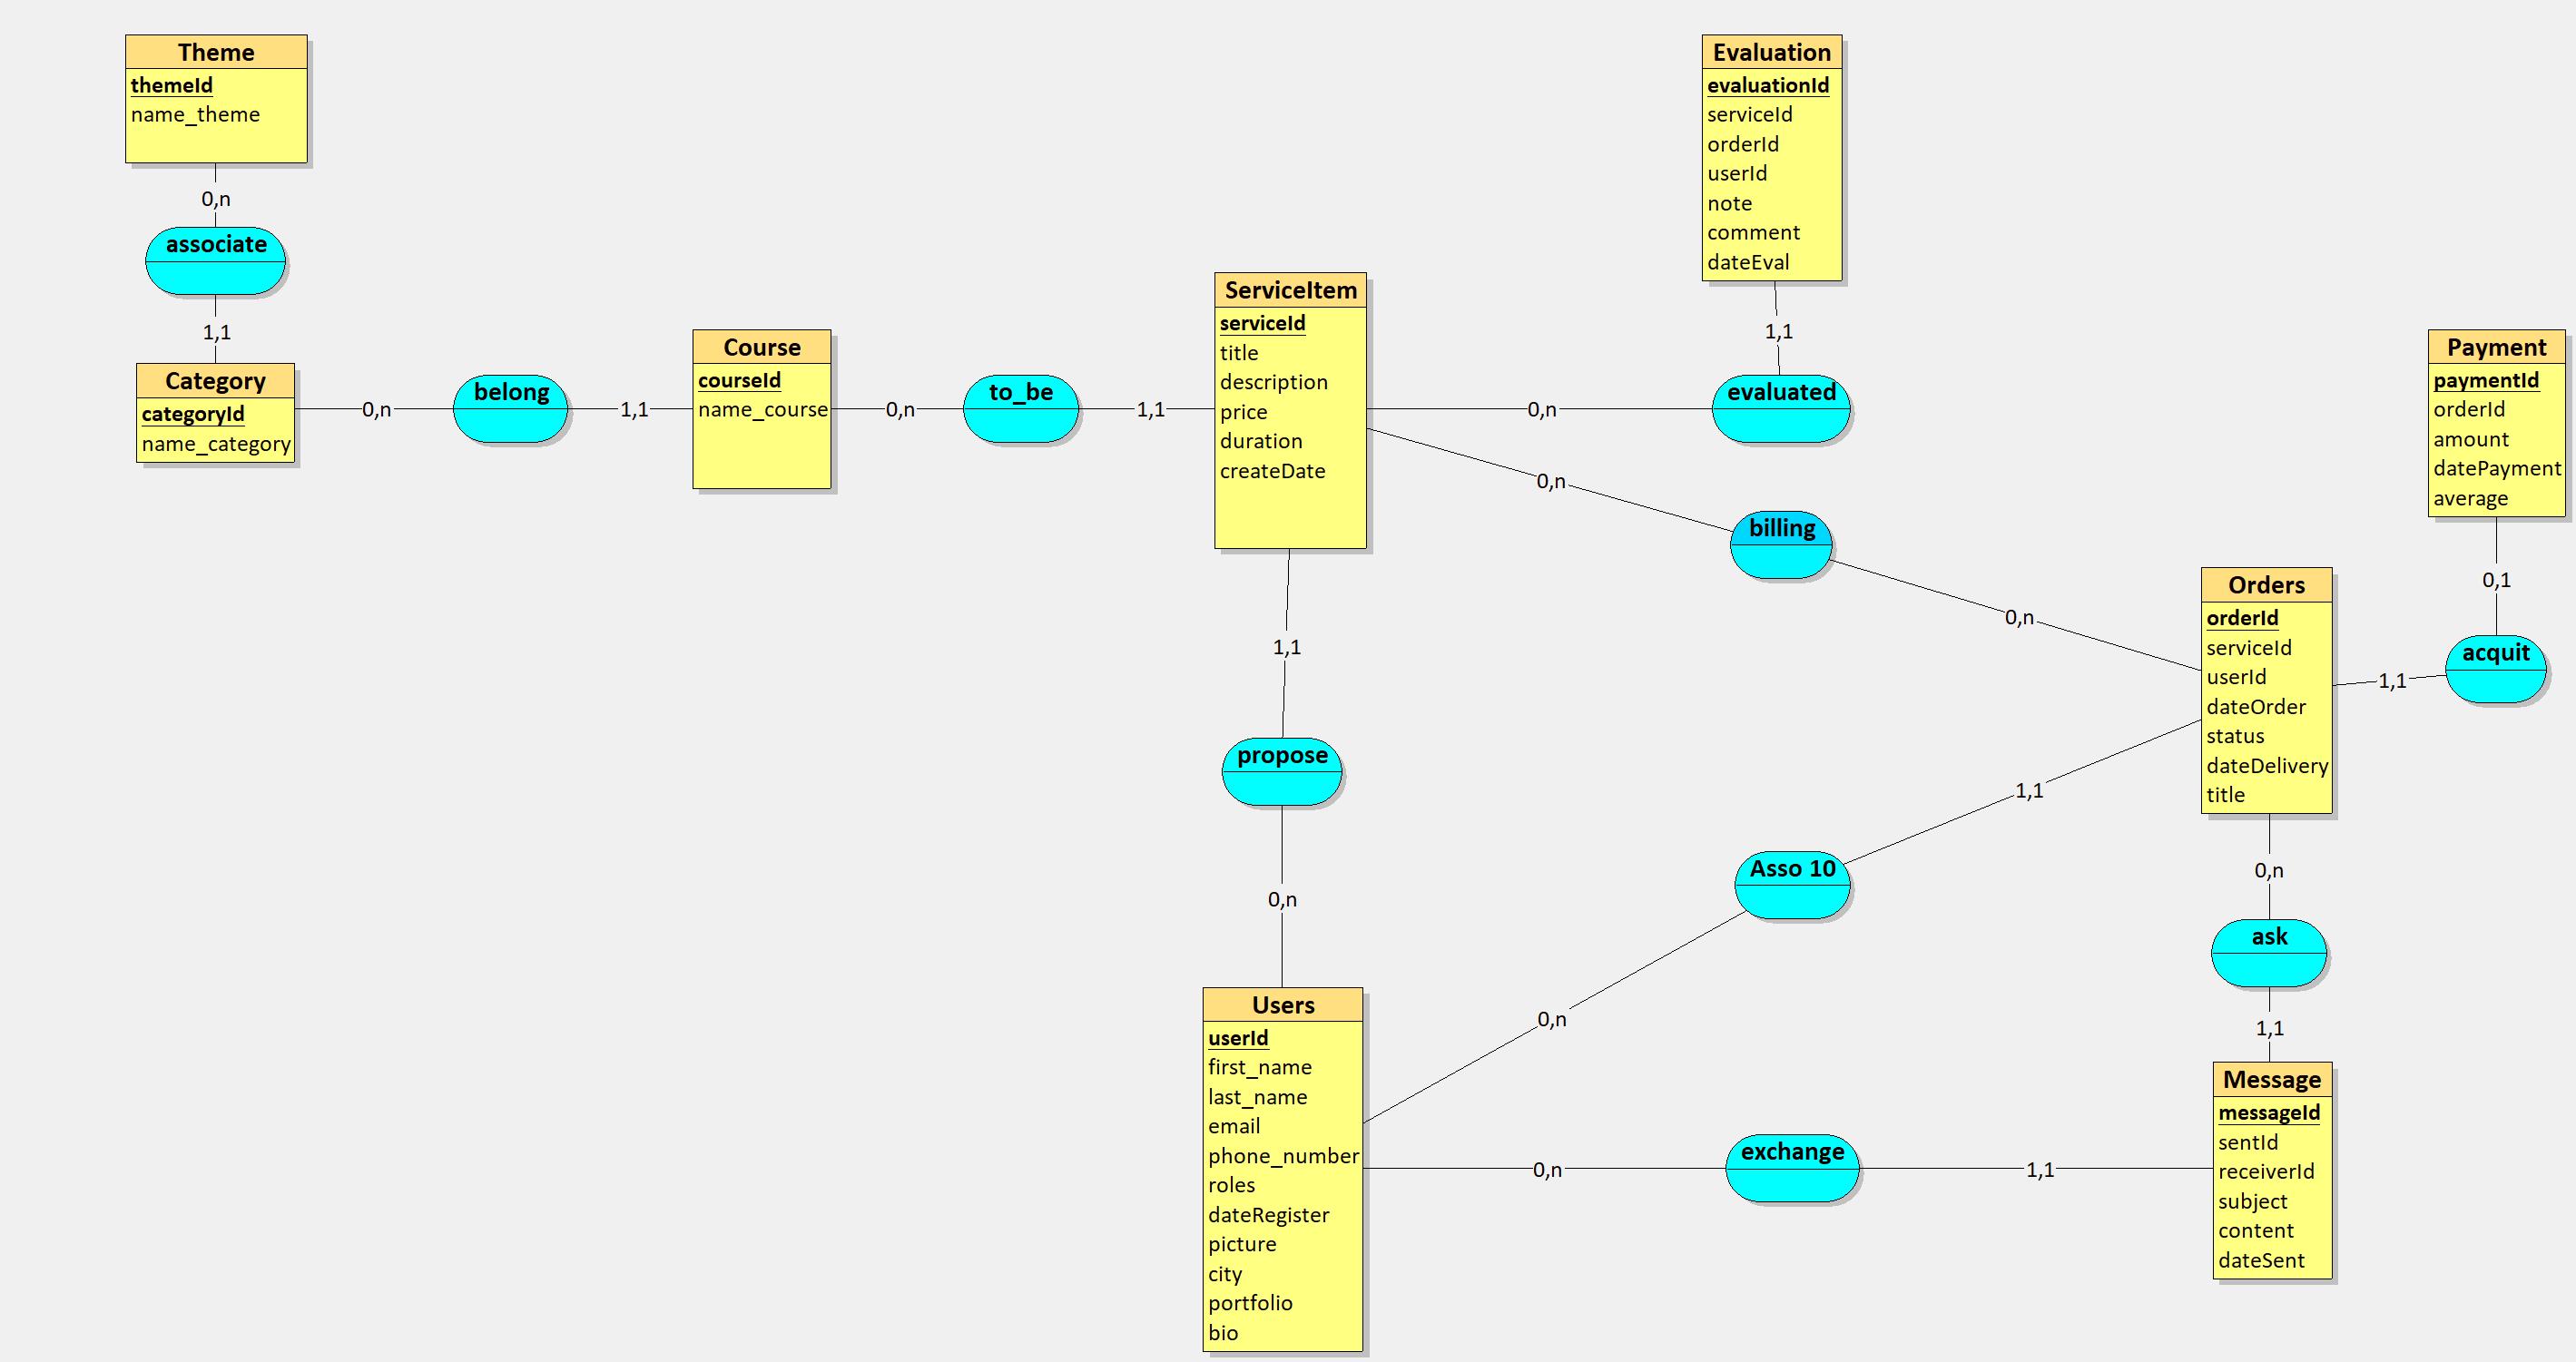 Theme
themeId
name_theme
0,n
associate
1,1
Category
categoryId
name_category
0,n
belong
1,1
Course
courseId
name_course
0,n
to_be
1,1
ServiceItem
serviceId
title
description
price
duration
createDate
0,n
evaluated
1,1
Evaluation
evaluationId
serviceId
orderId
userId
note
comment
dateEval
0,n
billing
0,n
Payment
paymentId
orderId
amount
datePayment
average
0,1
acquit
1,1
Orders
orderId
serviceId
userId
dateOrder
status
dateDelivery
title
1,1
propose
0,n
1,1
Asso 10
0,n
0,n
ask
1,1
Users
userId
first_name
last_name
email
phone_number
roles
dateRegister
picture
city
portfolio
bio
0,n
exchange
1,1
Message
messageId
sentId
receiverId
subject
content
dateSent